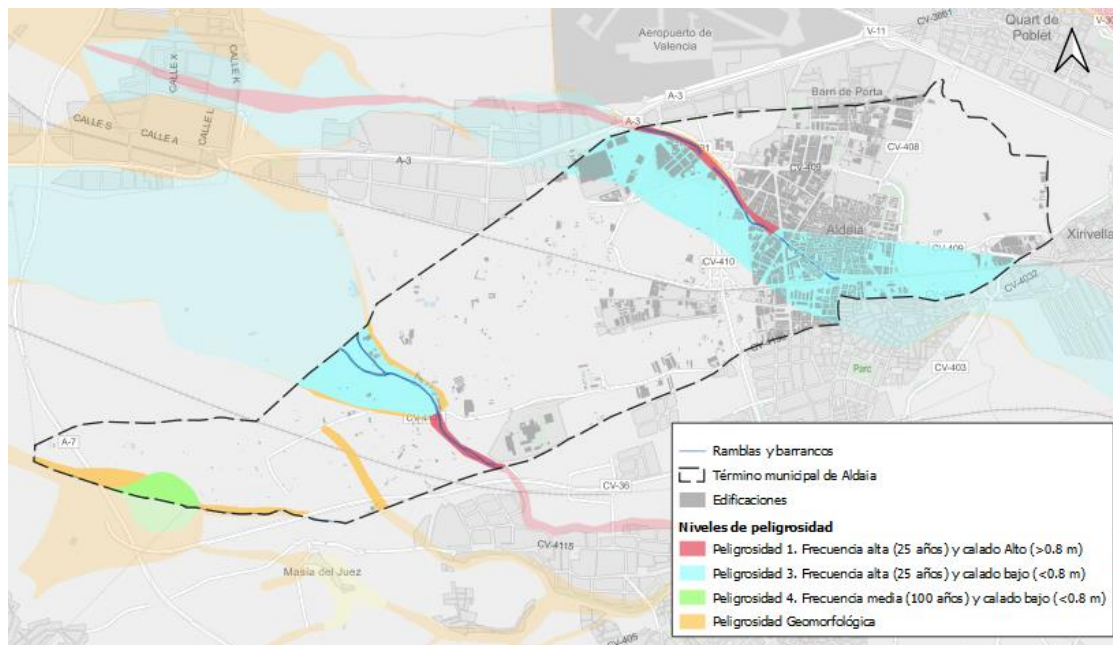 CV-3661
Quart de
Poblet
V-30
V-11
Aeropuerto de
Valencia
CALLE X
CALLE K
A-3
Barri de Porta
CALLE S
CALLE A
CALLE L
A-3
A-3
CV-408
CV-409
Aldaia
CV-409
Xirivella
CV-410
CV-4032
Parc
CV-403
A-7
CV-36
CV-4115
Masía del Juez
CV-405
Ramblas y barrancos
Término municipal de Aldaia
Edificaciones
Niveles de peligrosidad
Peligrosidad 1. Frecuencia alta (25 años) y calado Alto (>0.8 m)
Peligrosidad 3. Frecuencia alta (25 años) y calado bajo (<0.8 m)
Peligrosidad 4. Frecuencia media (100 años) y calado bajo (<0.8 m)
Peligrosidad Geomorfológica